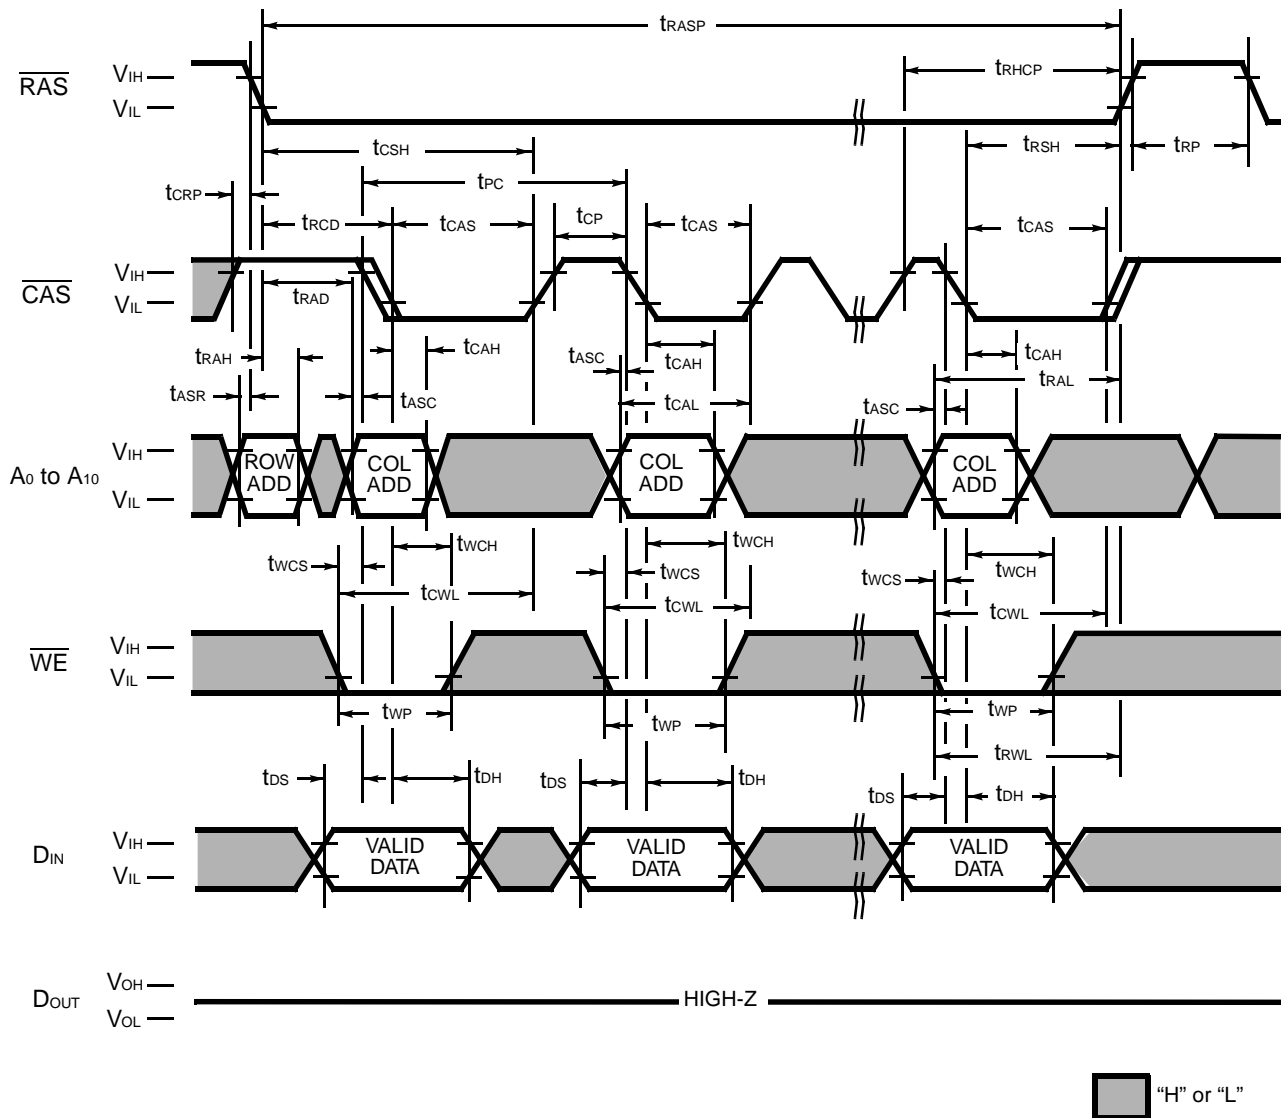 tRASP
tRHCP
RAS
VIH
VIL
tCSH
tRSH
tRP
tPC
tCRP
tRCD
tCAS
tCP
tCAS
tCAS
CAS
VIH
VIL
tRAD
tRAH
tCAH
tASC
tCAH
tCAH
tRAL
tASR
tASC
tCAL
tASC
A0 to A10
VIH
VIL
ROW
ADD
COL
ADD
COL
ADD
COL
ADD
tWCH
tWCH
tWCH
tWCS
tWCS
tWCS
tCWL
tCWL
tCWL
WE
VIH
VIL
tWP
tWP
tWP
tRWL
tDS
tDH
tDS
tDH
tDS
tDH
DIN
VIH
VIL
VALID
DATA
VALID
DATA
VALID
DATA
DOUT
VOH
VOL
HIGH-Z
“H” or “L”